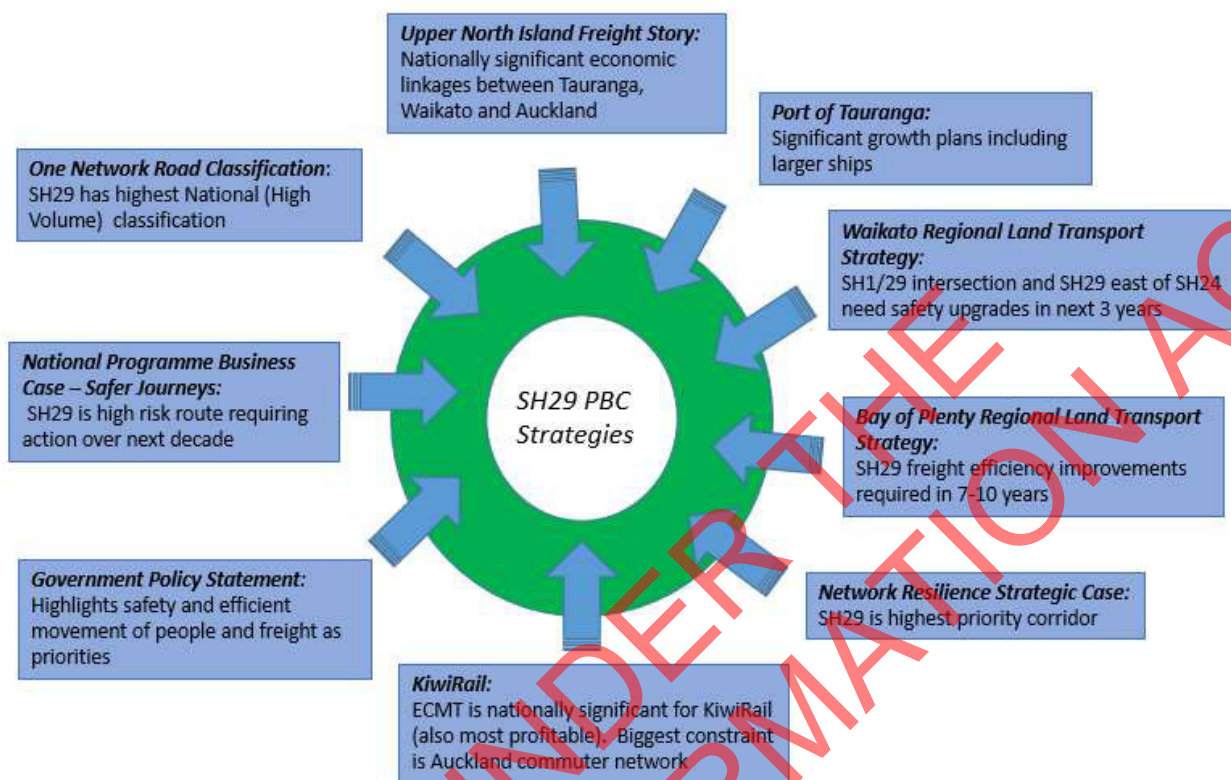 Upper North Island Freight Story:
Nationally significant economic
linkages between Tauranga,
Waikato and Auckland
Port of Tauranga:
Significant growth plans including
larger ships
One Network Road Classification:
SH29 has highest National (High
Volume) classification
Waikato Regional Land Transport
Strategy:
SH1/29 intersection and SH29 east of SH24
need safety upgrades in next 3 years
National Programme Business
Case – Safer Journeys:
SH29 is high risk route requiring
action over next decade
SH29 PBC
Strategies
Bay of Plenty Regional Land Transport
Strategy:
SH29 freight efficiency improvements
required in 7-10 years
Government Policy Statement:
Highlights safety and efficient
movement of people and freight as
priorities
Network Resilience Strategic Case:
SH29 is highest priority corridor
KiwiRail:
ECMT is nationally significant for KiwiRail
(also most profitable). Biggest constraint
is Auckland commuter network
UNDER THE